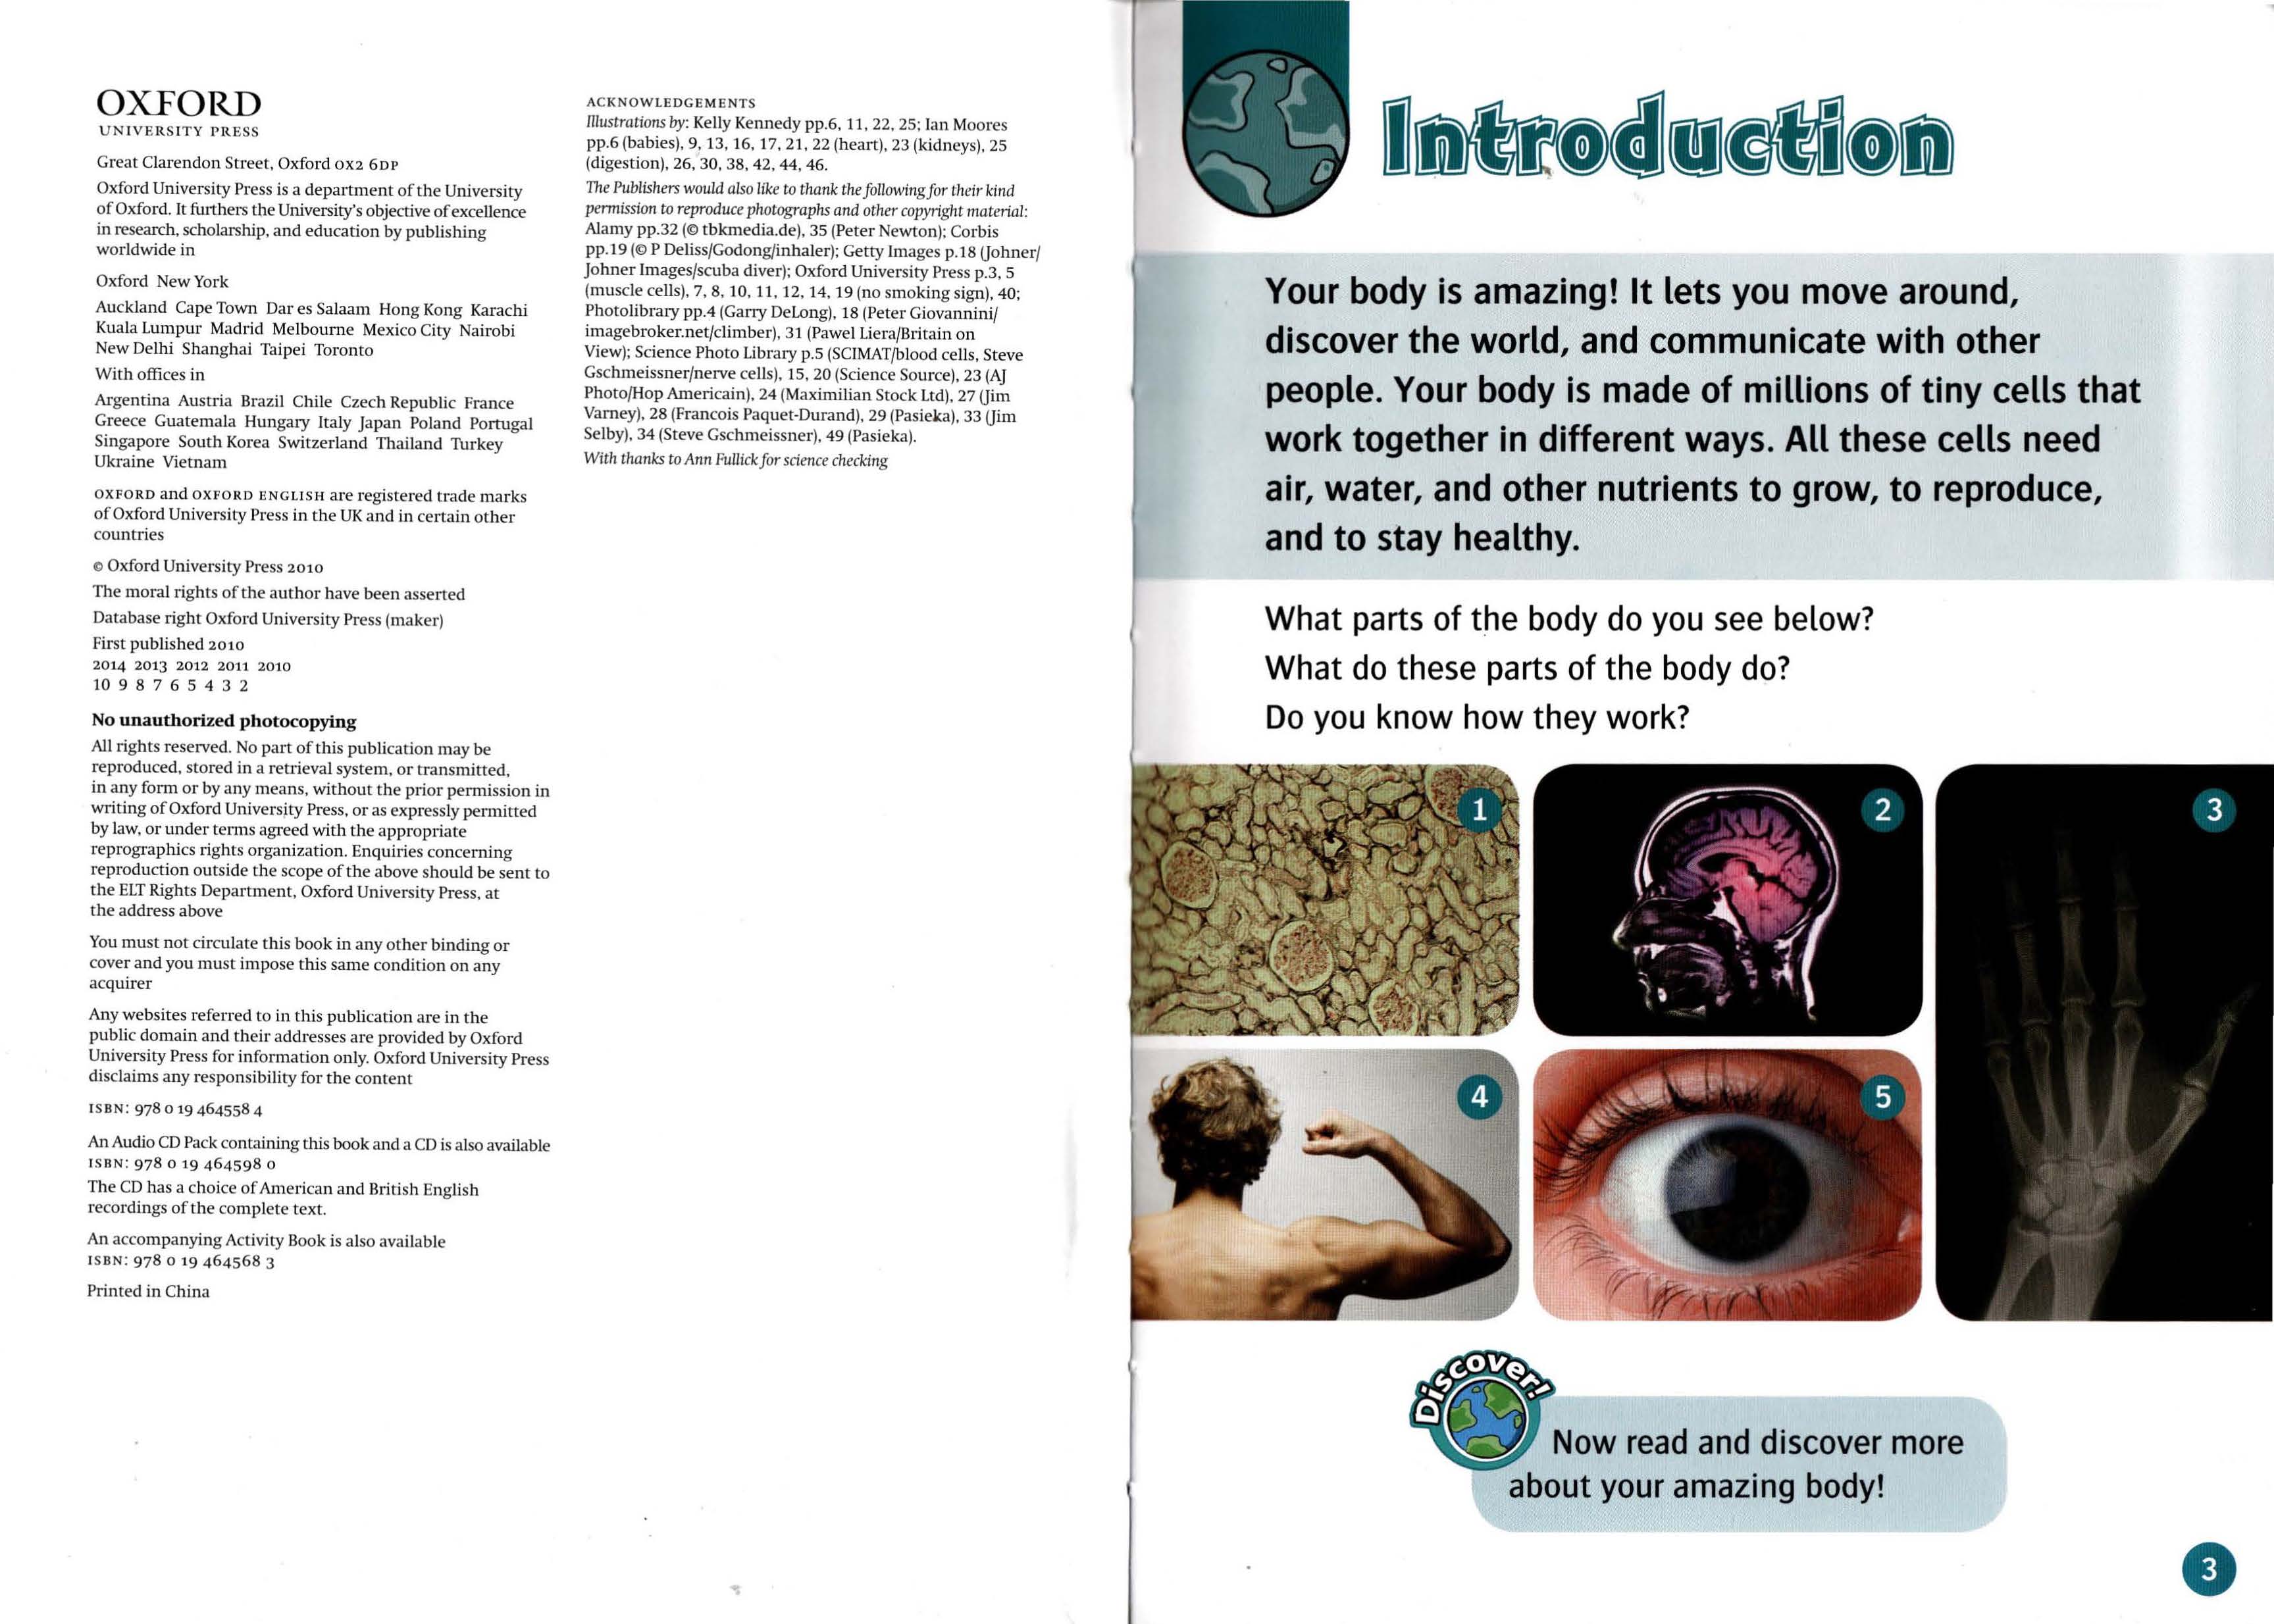 OXFORD
UNIVERSITY PRESS
Great Clarendon Street, Oxford OX2 6DP
Oxford University Press is a department of the University
of Oxford. It furthers the University's objective of excellence
in research, scholarship, and education by publishing
worldwide in
Oxford New York
Auckland Cape Town Dar es Salaam Hong Kong Karachi
Kuala Lumpur Madrid Melbourne Mexico City Nairobi
New Delhi Shanghai Taipei Toronto
With offices in
Argentina Austria Brazil Chile Czech Republic France
Greece Guatemala Hungary Italy Japan Poland Portugal
Singapore South Korea Switzerland Thailand Turkey
Ukraine Vietnam
OXFORD and OXFORD ENGLISH are registered trade marks
of Oxford University Press in the UK and in certain other
countries
© Oxford University Press 2010
The moral rights of the author have been asserted
Database right Oxford University Press (maker)
First published 2010
2014 2013 2012 2011 2010
10 9 8 7 6 5 4 3 2
No unauthorized photocopying
All rights reserved. No part of this publication may be
reproduced, stored in a retrieval system, or transmitted,
in any form or by any means, without the prior permission in
writing of Oxford University Press, or as expressly permitted
by law, or under terms agreed with the appropriate
reprographics rights organization. Enquiries concerning
reproduction outside the scope of the above should be sent to
the ELT Rights Department, Oxford University Press, at
the address above
You must not circulate this book in any other binding or
cover and you must impose this same condition on any
acquirer
Any websites referred to in this publication are in the
public domain and their addresses are provided by Oxford
University Press for information only. Oxford University Press
disclaims any responsibility for the content
ISBN: 978 0 19 464558 4
An Audio CD Pack containing this book and a CD is also available
ISBN: 978 0 19 464598 0
The CD has a choice of American and British English
recordings of the complete text.
An accompanying Activity Book is also available
ISBN: 978 0 19 464568 3
Printed in China
ACKNOWLEDGEMENTS
Illustrations by: Kelly Kennedy pp.6, 11, 22, 25; Ian Moores
pp.6 (babies), 9, 13, 16, 17, 21, 22 (heart), 23 (kidneys), 25
(digestion), 26, 30, 38, 42, 44, 46.
The Publishers would also like to thank the following for their kind
permission to reproduce photographs and other copyright material:
Alamy pp.32 (© tbkmedia.de), 35 (Peter Newton); Corbis
pp.19 (© P Deliss/Godong/inhaler); Getty Images p.18 (Johner/
Johner Images/scuba diver); Oxford University Press p.3, 5
(muscle cells), 7, 8, 10, 11, 12, 14, 19 (no smoking sign), 40;
Photolibrary pp.4 (Garry DeLong), 18 (Peter Giovannini/
imagebroker.net/climber), 31 (Pawel Liera/Britain on
View); Science Photo Library p.5 (SCIMAT/blood cells, Steve
Gschmeissner/nerve cells), 15, 20 (Science Source), 23 (AJ
Photo/Hop Americain), 24 (Maximilian Stock Ltd), 27 (Jim
Varney), 28 (Francois Paquet-Durand), 29 (Pasieka), 33 (Jim
Selby), 34 (Steve Gschmeissner), 49 (Pasieka).
With thanks to Ann Fullick for science checking
Introduction
Your body is amazing! It lets you move around,
discover the world, and communicate with other
people. Your body is made of millions of tiny cells that
work together in different ways. All these cells need
air, water, and other nutrients to grow, to reproduce,
and to stay healthy.
What parts of the body do you see below?
What do these parts of the body do?
Do you know how they work?
1
2
3
4
5
Discover!
Now read and discover more
about your amazing body!
3